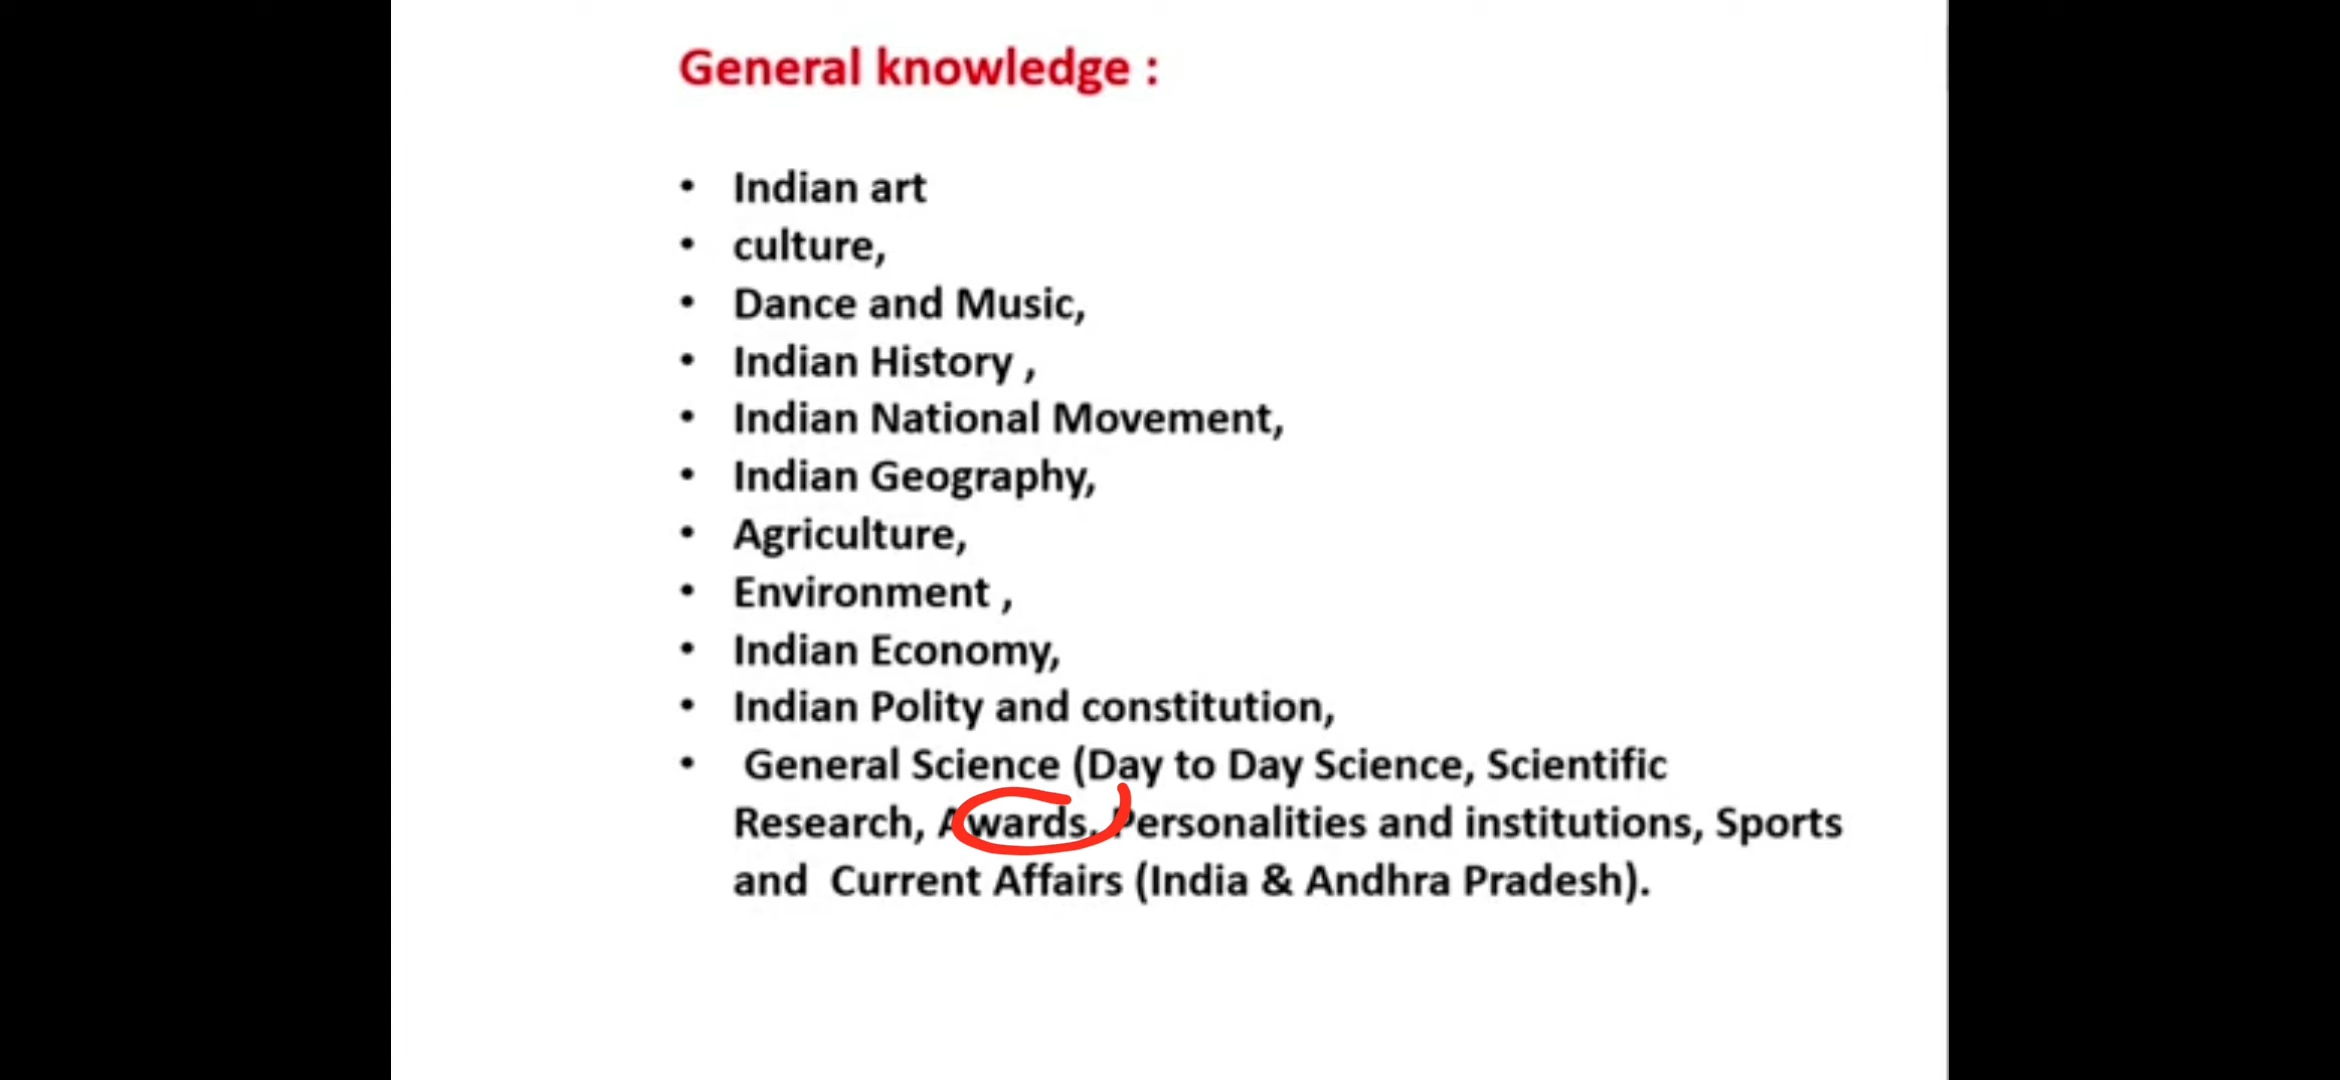 General knowledge :
• Indian art
• culture,
• Dance and Music,
• Indian History ,
• Indian National Movement,
• Indian Geography,
• Agriculture,
• Environment ,
• Indian Economy,
• Indian Polity and constitution,
• General Science (Day to Day Science, Scientific
Research, Awards, Personalities and institutions, Sports
and Current Affairs (India & Andhra Pradesh).